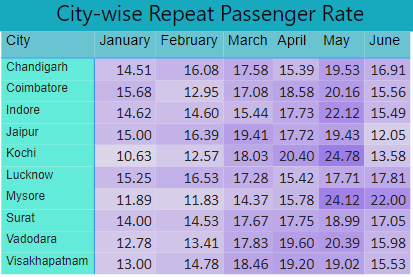 City-wise Repeat Passenger Rate
City January February March April May June
Chandigarh 14.51 16.08 17.58 15.39 19.53 16.91
Coimbatore 15.68 12.95 17.08 18.58 20.16 15.56
Indore 14.62 14.60 15.44 17.73 22.12 15.49
Jaipur 15.00 16.39 19.41 17.72 19.43 12.05
Kochi 10.63 12.57 18.03 20.40 24.78 13.58
Lucknow 15.25 16.53 17.28 15.42 17.71 17.81
Mysore 11.89 11.83 14.37 15.78 24.12 22.00
Surat 14.00 14.53 17.67 17.75 18.99 17.05
Vadodara 12.78 13.41 17.83 19.60 20.39 15.98
Visakhapatnam 13.00 14.78 18.46 19.20 19.02 15.53